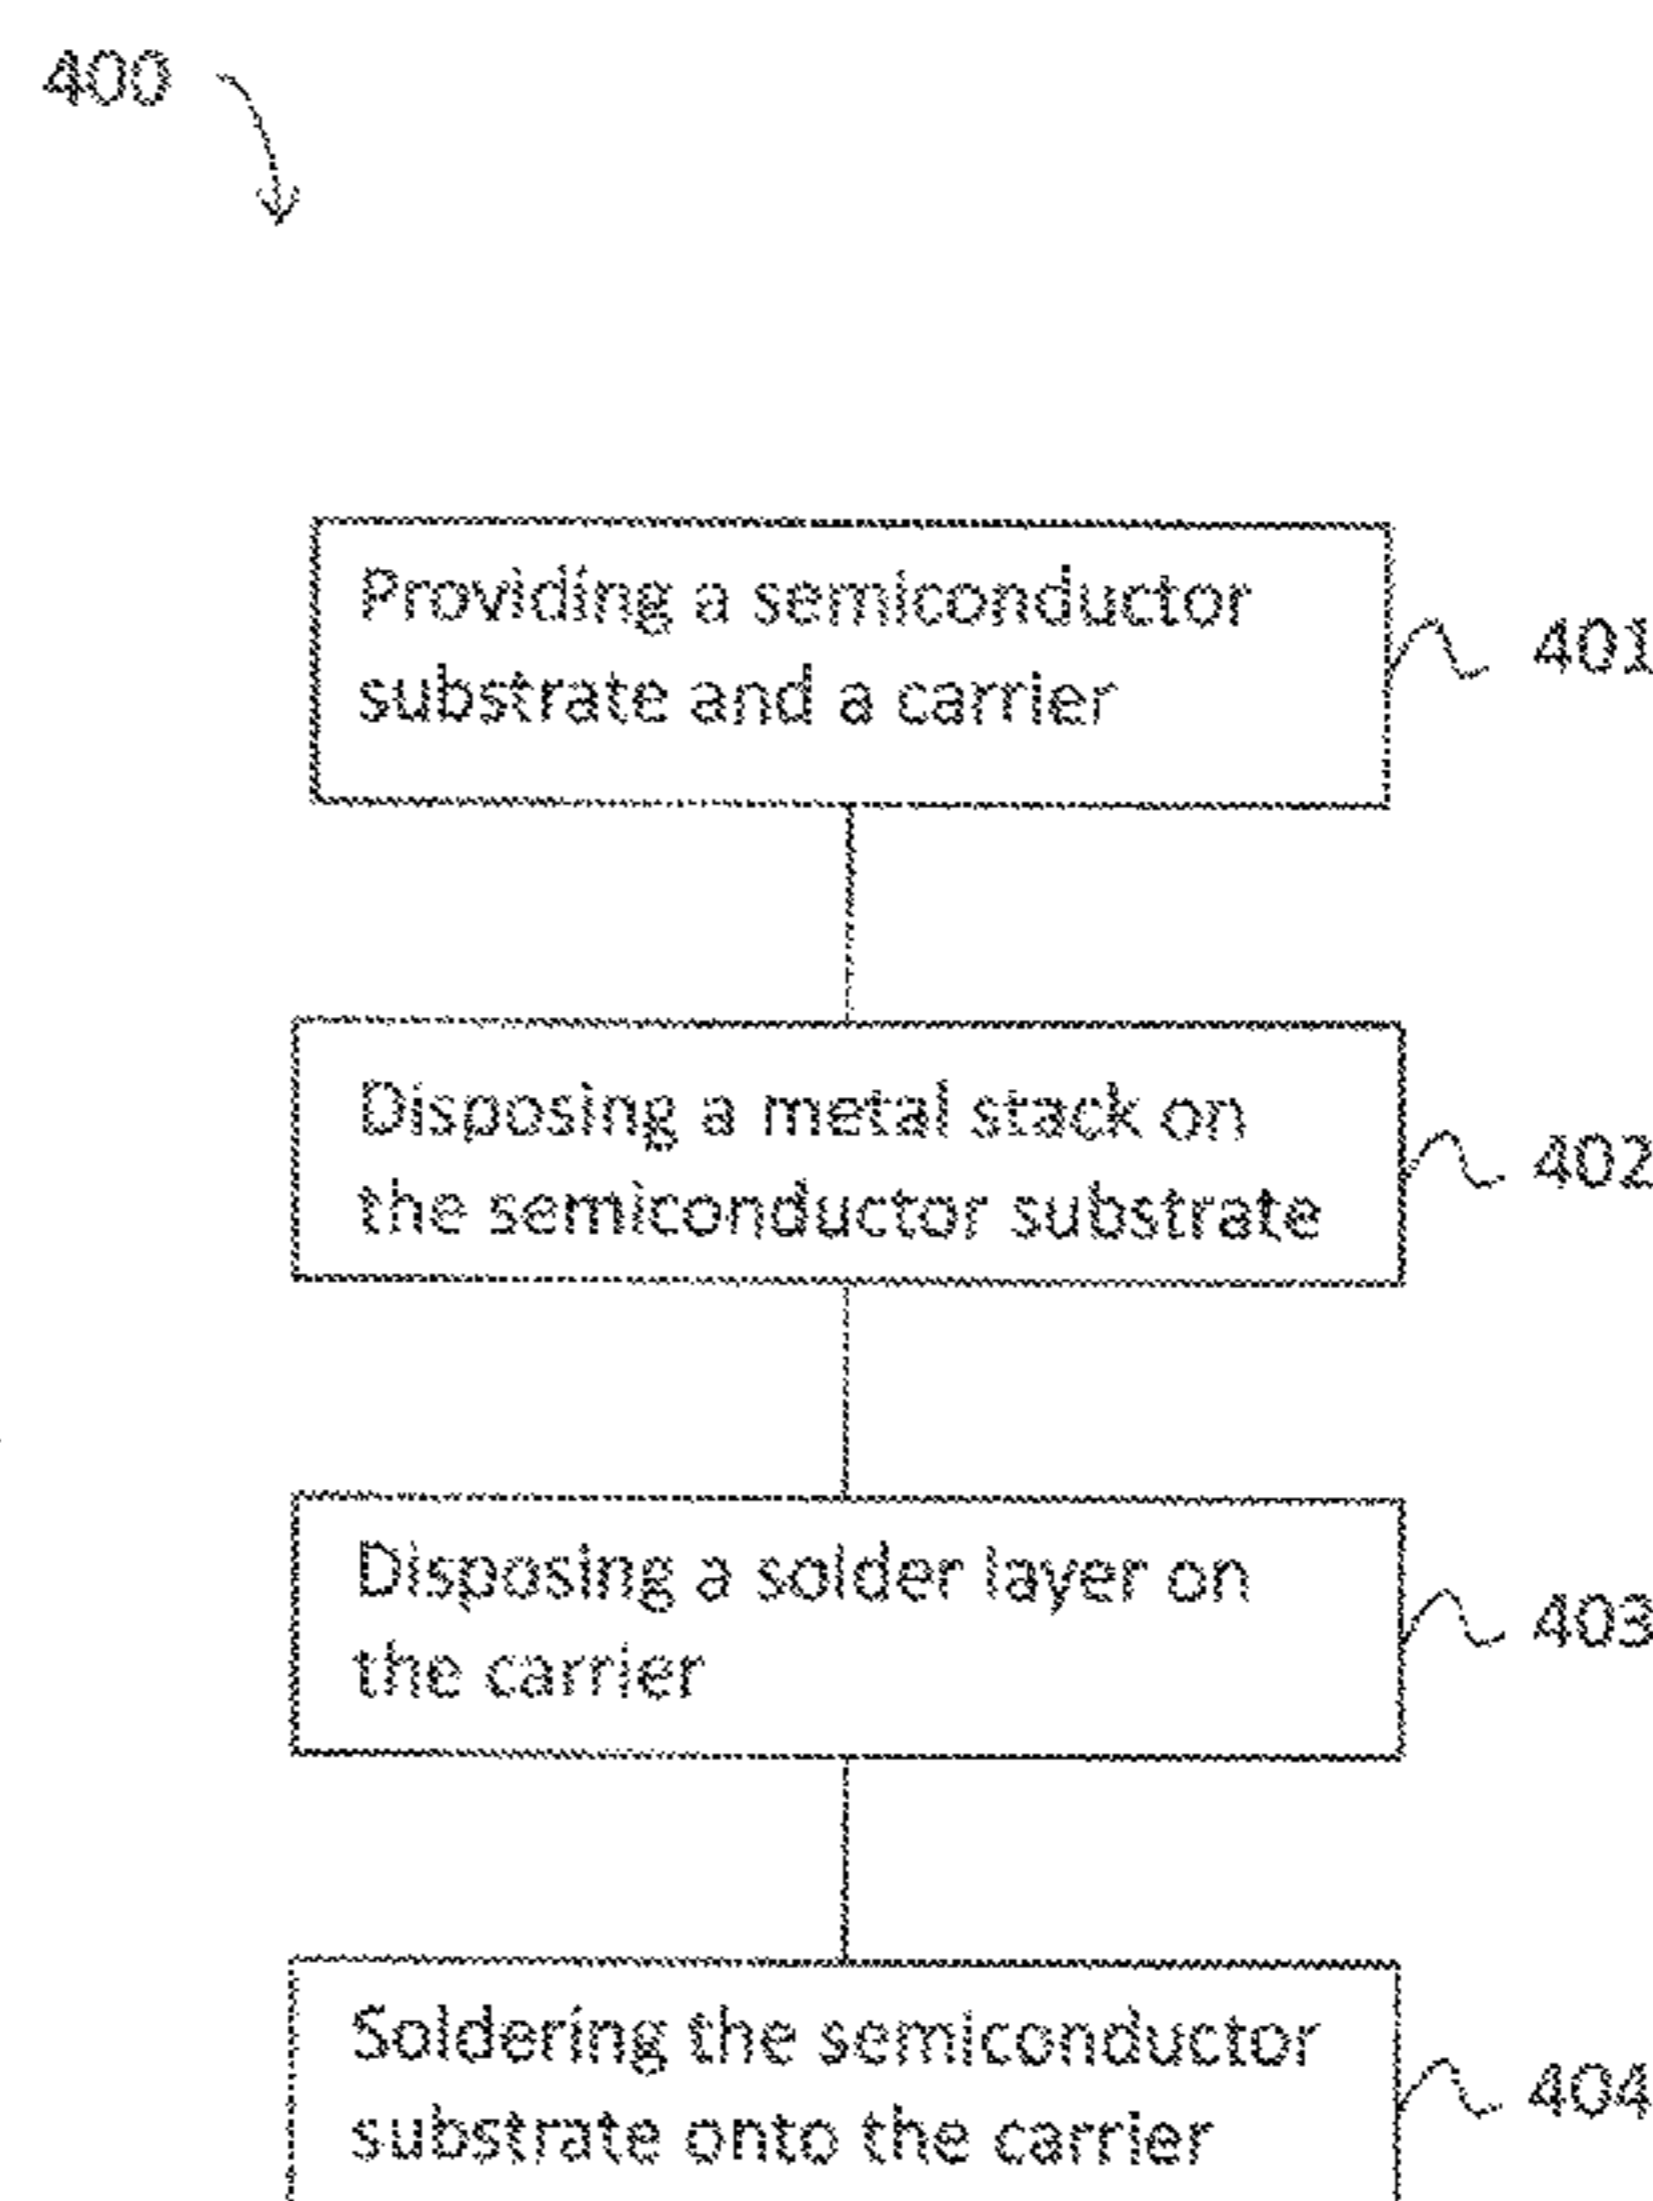 400
Providing a semiconductor
substrate and a carrier
401
Disposing a metal stack on
the semiconductor substrate
402
Disposing a solder layer on
the carrier
403
Soldering the semiconductor
substrate onto the carrier
404